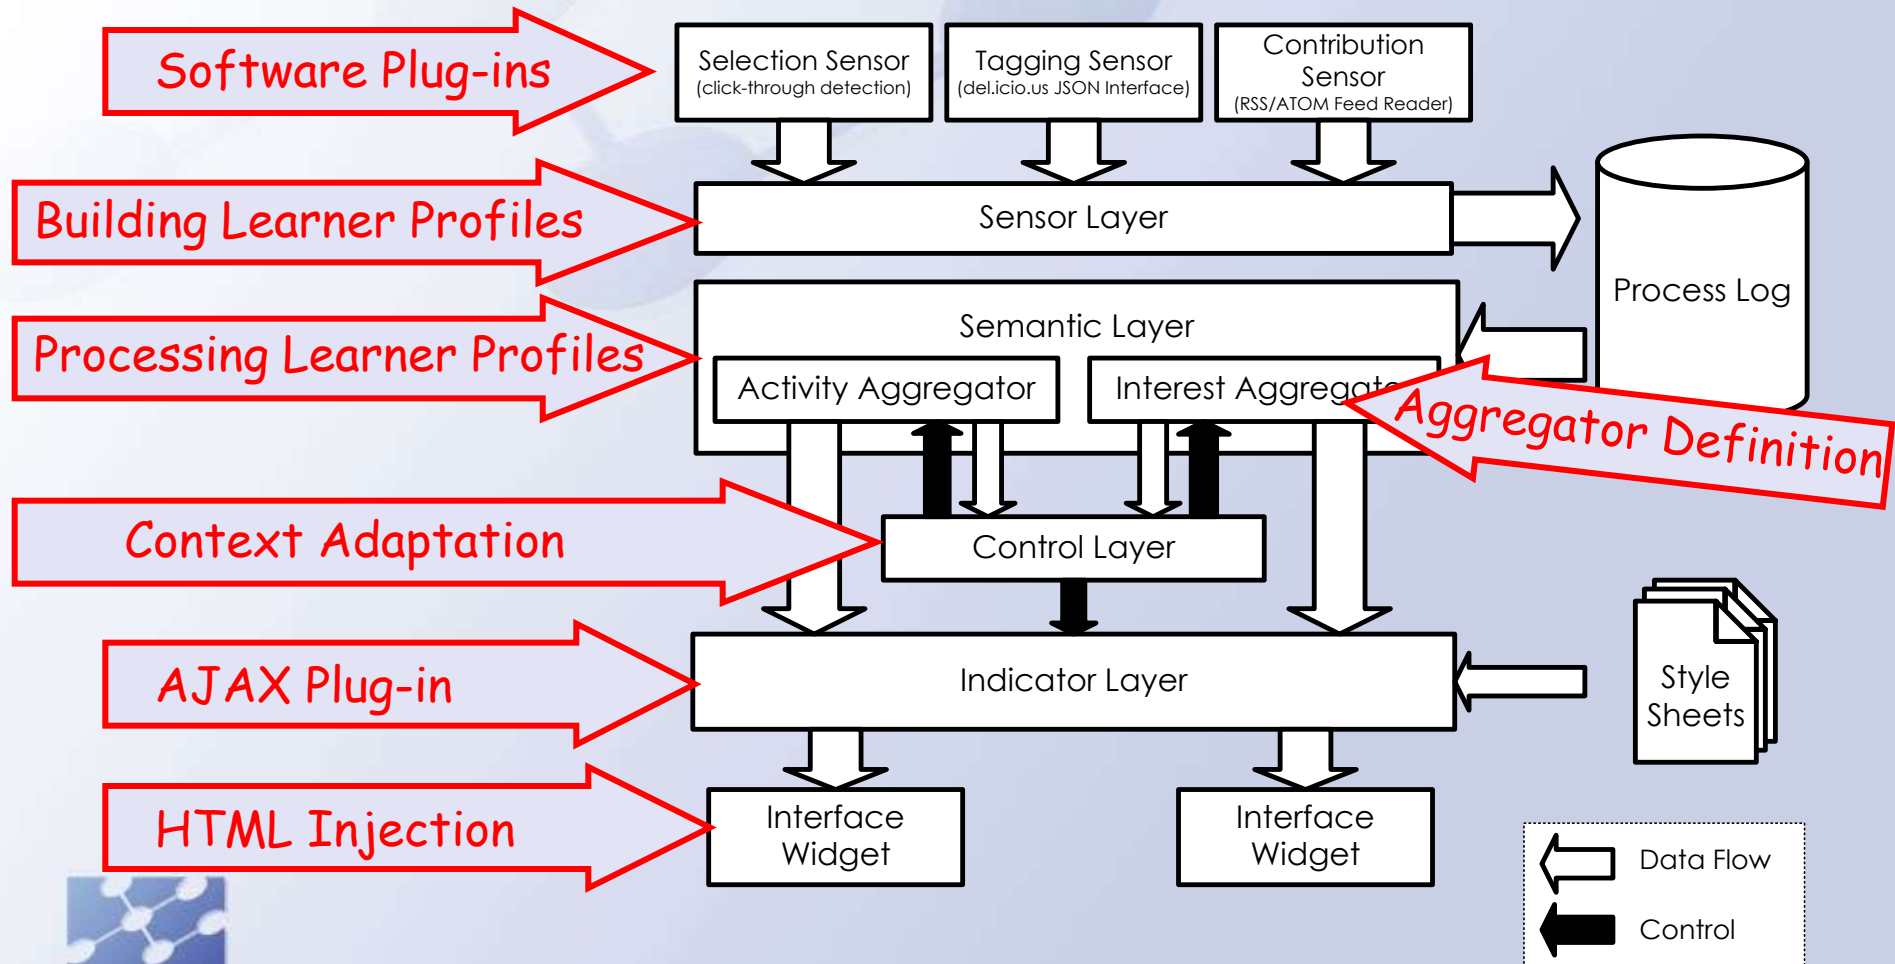 Software Plug-ins
Selection Sensor
(click-through detection)
Tagging Sensor
(del.icio.us JSON Interface)
Contribution
Sensor
(RSS/ATOM Feed Reader)
Building Learner Profiles
Sensor Layer
Process Log
Processing Learner Profiles
Semantic Layer
Activity Aggregator
Interest Aggregato
Aggregator Definition
Context Adaptation
Control Layer
AJAX Plug-in
Indicator Layer
Style
Sheets
HTML Injection
Interface
Widget
Interface
Widget
Data Flow
Control